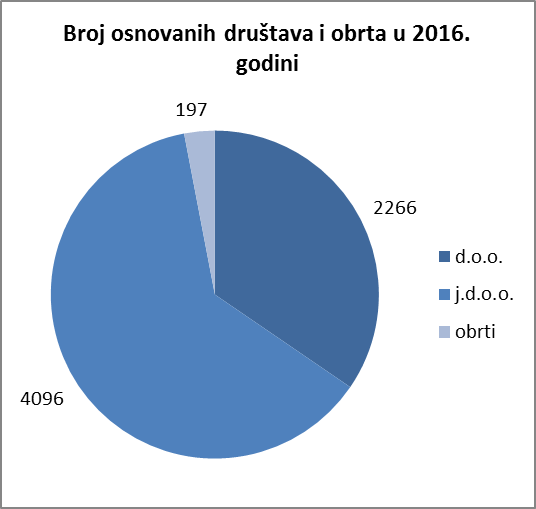 Broj osnovanih društava i obrta u 2016.
godini
197
2266
d.o.o.
j.d.o.o.
obrti
4096